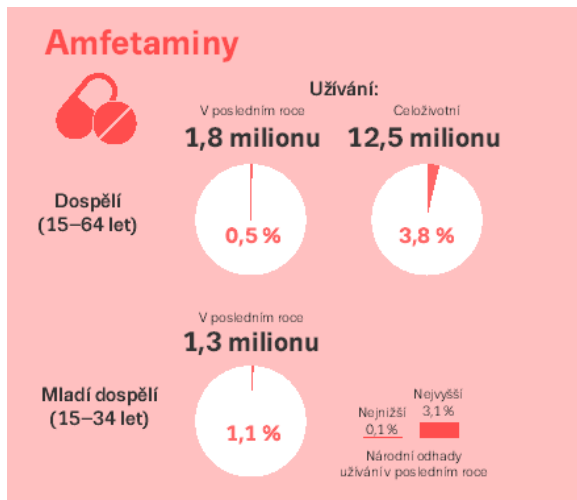 Amfetaminy
Užívání:
V posledním roce
1,8 milionu
Celoživotní
12,5 milionu
Dospělí
(15–64 let)
0,5 %
3,8 %
V posledním roce
1,3 milionu
Mladí dospělí
(15–34 let)
1,1 %
Nejnižší
0,1 %
Nejvyšší
3,1 %
Národní odhady
užívání v posledním roce